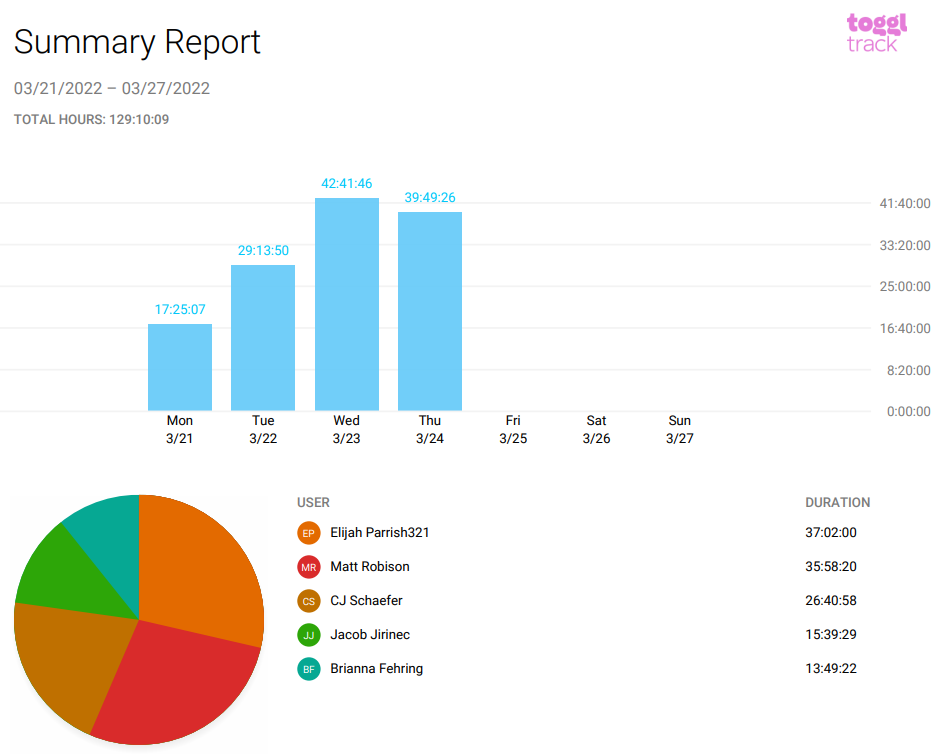 Summary Report
toggl
track
03/21/2022 – 03/27/2022
TOTAL HOURS: 129:10:09
42:41:46
39:49:26
29:13:50
17:25:07
41:40:00
33:20:00
25:00:00
16:40:00
8:20:00
0:00:00
Mon Tue Wed Thu Fri Sat Sun
3/21 3/22 3/23 3/24 3/25 3/26 3/27
USER DURATION
EP Elijah Parrish321 37:02:00
MR Matt Robison 35:58:20
CS CJ Schaefer 26:40:58
JJ Jacob Jirinec 15:39:29
BF Brianna Fehring 13:49:22